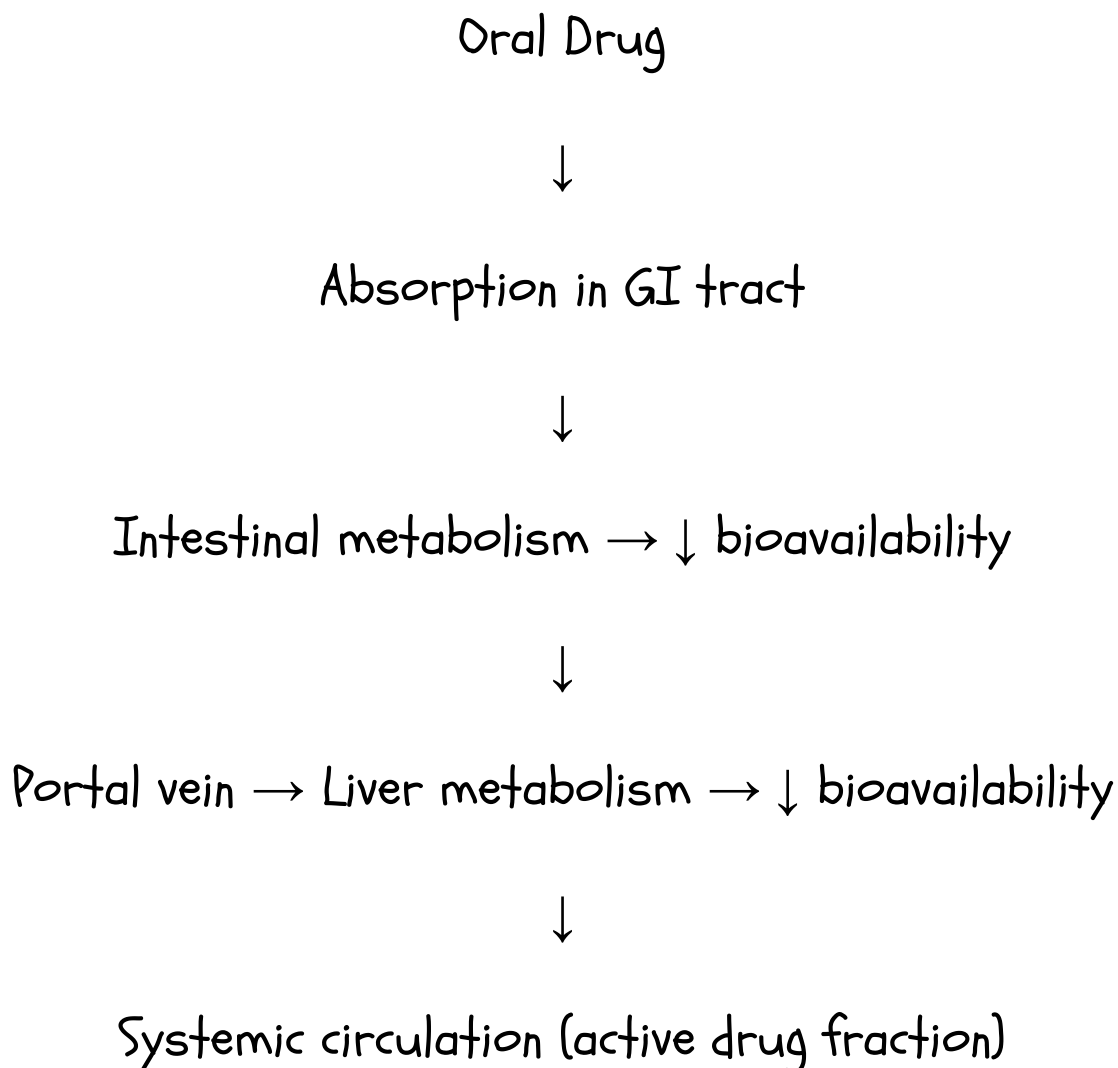 Oral Drug
↓
Absorption in GI tract
↓
Intestinal metabolism → ↓ bioavailability
↓
Portal vein → Liver metabolism → ↓ bioavailability
↓
Systemic circulation (active drug fraction)